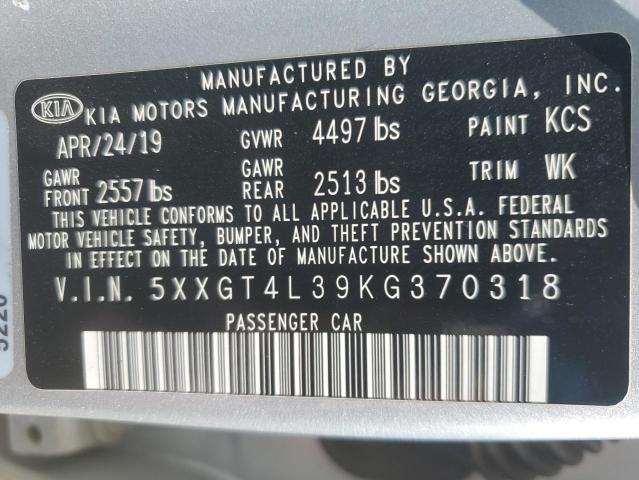 MANUFACTURED BY
KIA KIA MOTORS MANUFACTURING GEORGIA, INC.
APR/24/19 GVWR 4497 lbs PAINT KCS
GAWR FRONT 2557 lbs GAWR REAR 2513 lbs TRIM WK
THIS VEHICLE CONFORMS TO ALL APPLICABLE U.S.A. FEDERAL
MOTOR VEHICLE SAFETY, BUMPER, AND THEFT PREVENTION STANDARDS
IN EFFECT ON THE DATE OF MANUFACTURE SHOWN ABOVE.
V.I.N. 5XXGT4L39KG370318
PASSENGER CAR